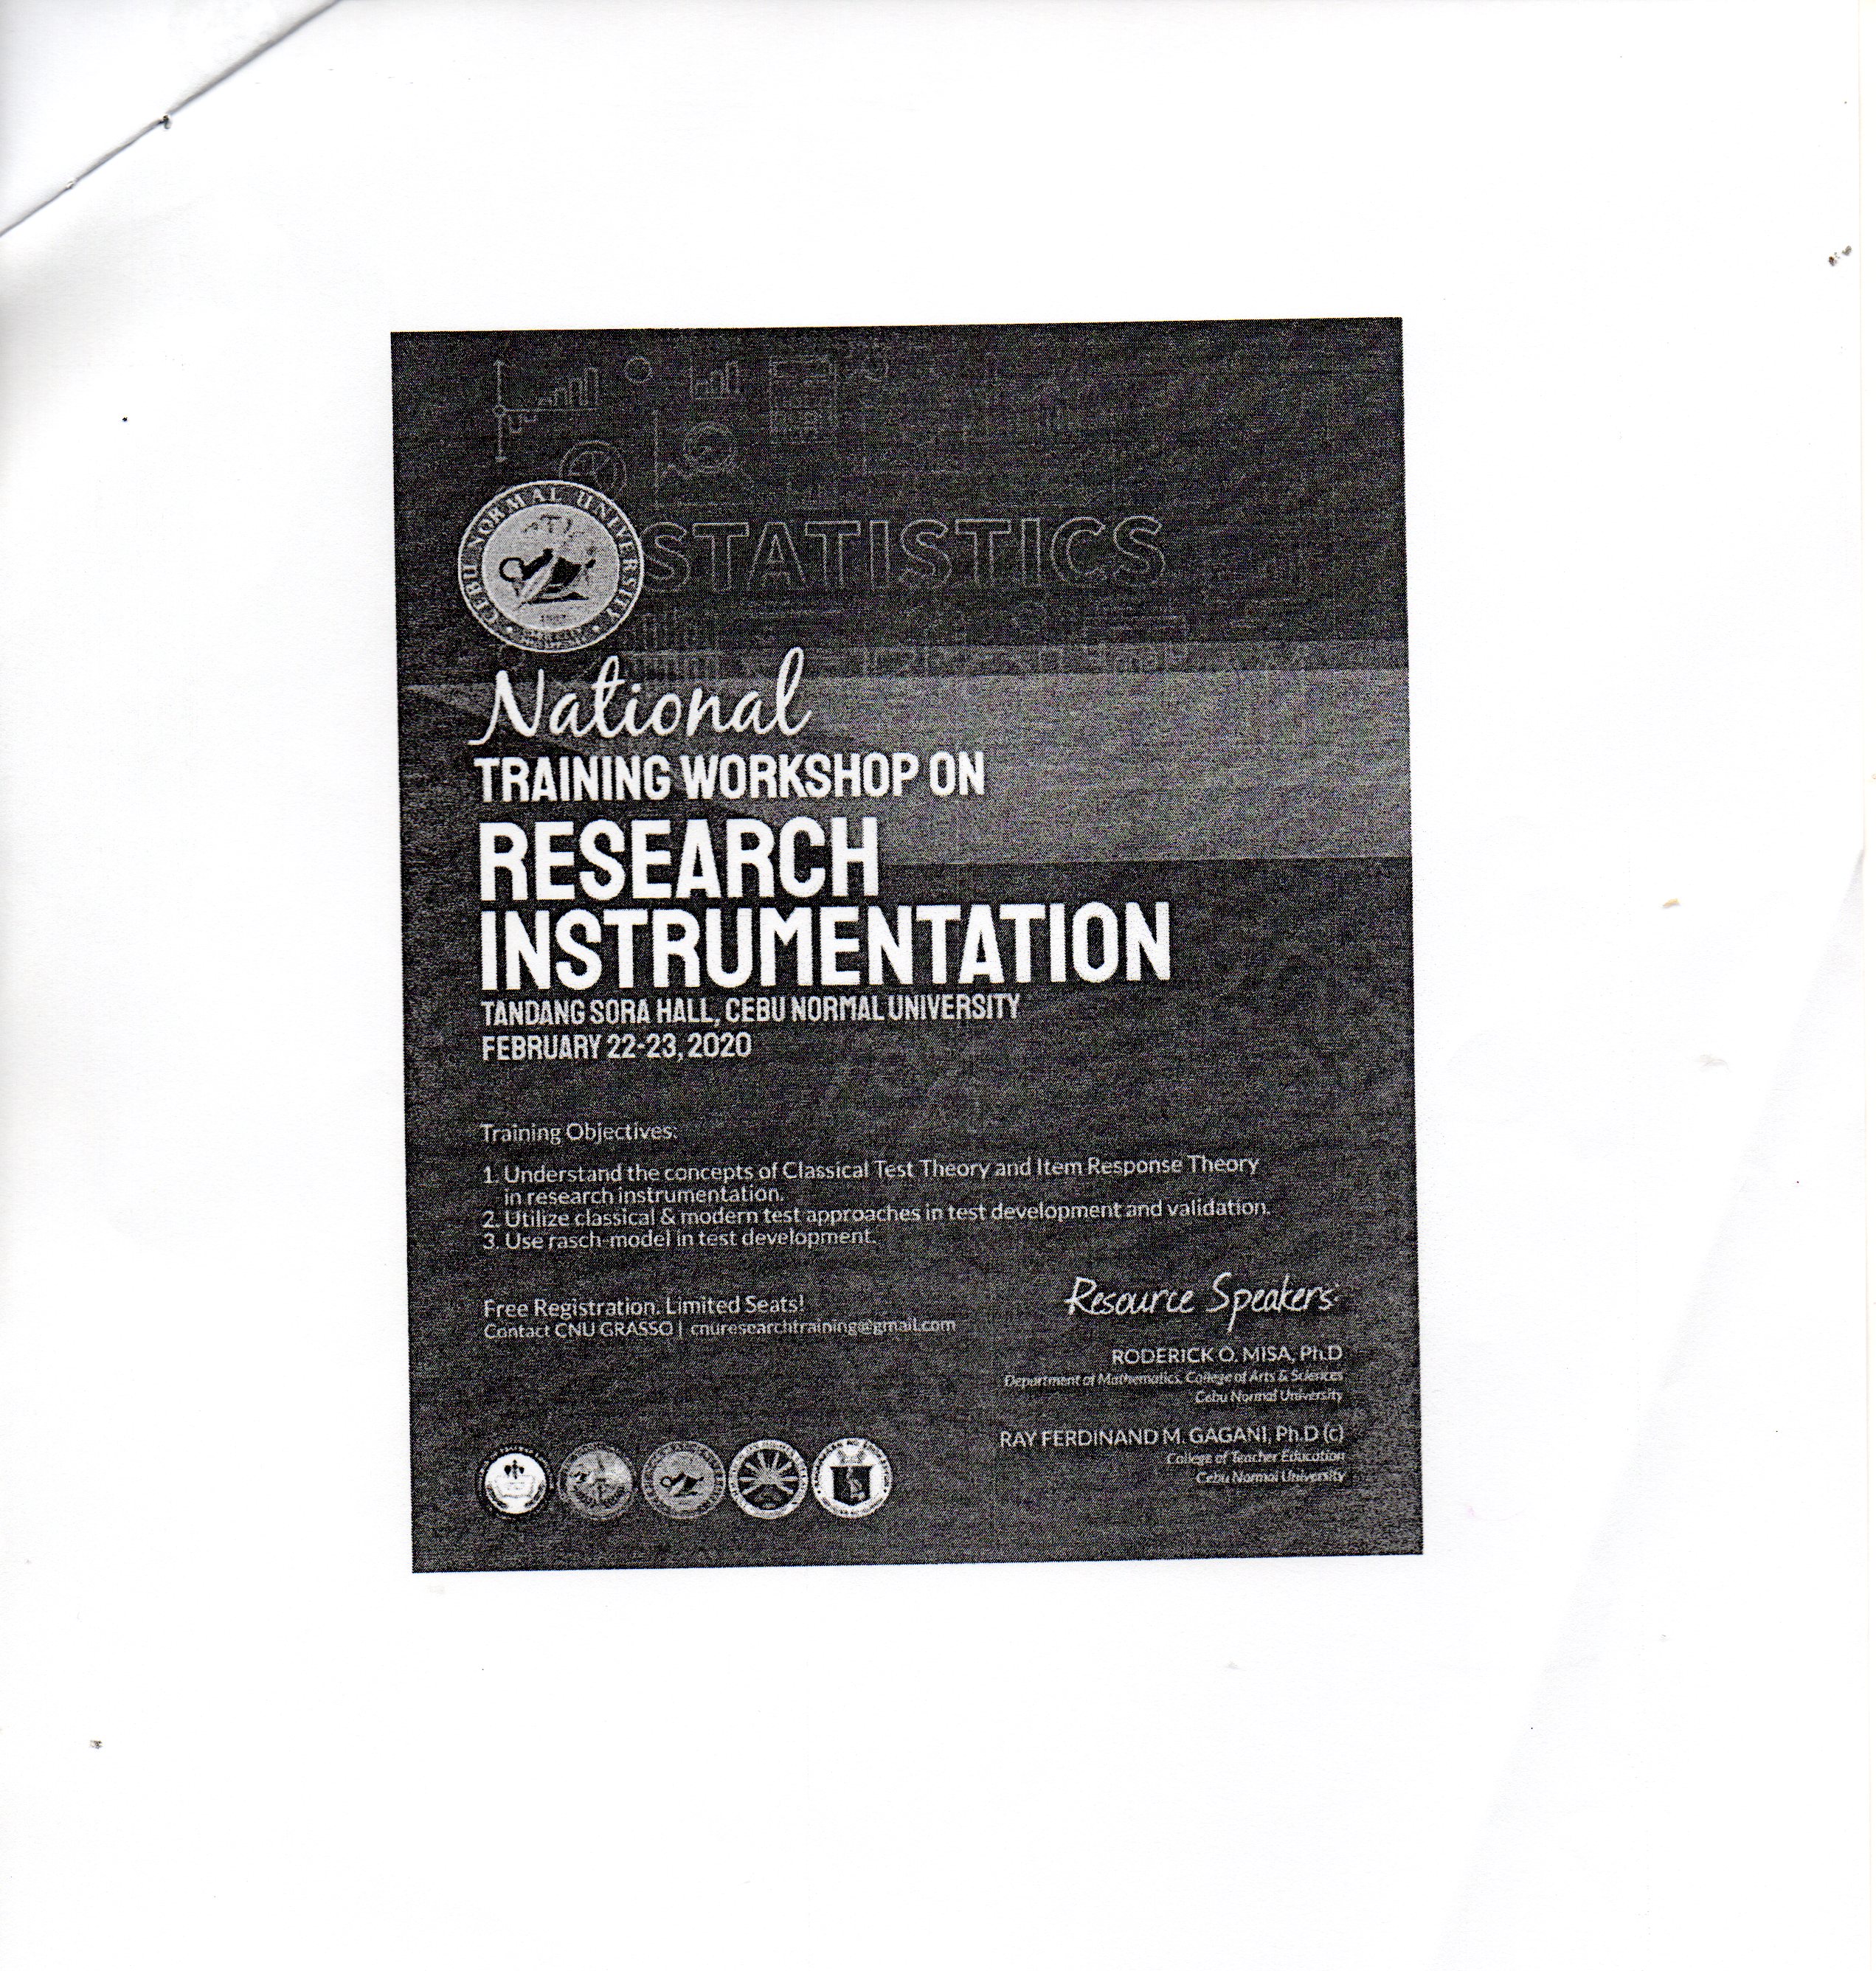 CEBU NORMAL UNIVERSITY
STATISTICS
National
TRAINING WORKSHOP ON
RESEARCH
INSTRUMENTATION
TANDANG SORA HALL, CEBU NORMAL UNIVERSITY
FEBRUARY 22-23, 2020
Training Objectives:
1. Understand the concepts of Classical Test Theory and Item Response Theory
in research instrumentation.
2. Utilize classical & modern test approaches in test development and validation.
3. Use rasch-model in test development.
Free Registration. Limited Seats!
Contact CNU GRASSO | cnuresearchtraining@gmail.com
Resource Speakers:
RODERICK O. MISA, Ph.D
Department of Mathematics, College of Arts & Sciences
Cebu Normal University
RAY FERDINAND M. GAGANI, Ph.D (c)
College of Teacher Education
Cebu Normal University